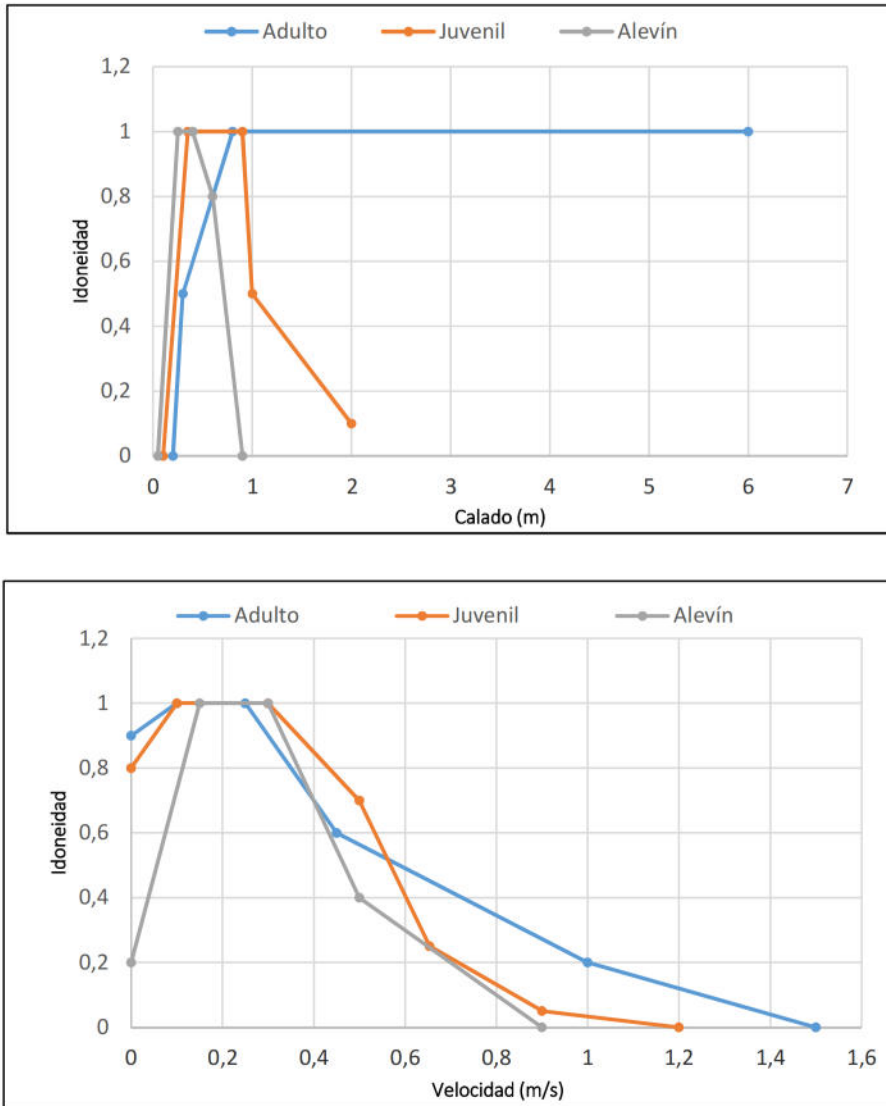 Adulto Juvenil Alevín
1,2
1
0,8
0,6
0,4
0,2
0
Idoneidad
0 1 2 3 4 5 6 7
Calado (m)
Adulto Juvenil Alevín
1,2
1
0,8
0,6
0,4
0,2
0
Idoneidad
0 0,2 0,4 0,6 0,8 1 1,2 1,4 1,6
Velocidad (m/s)